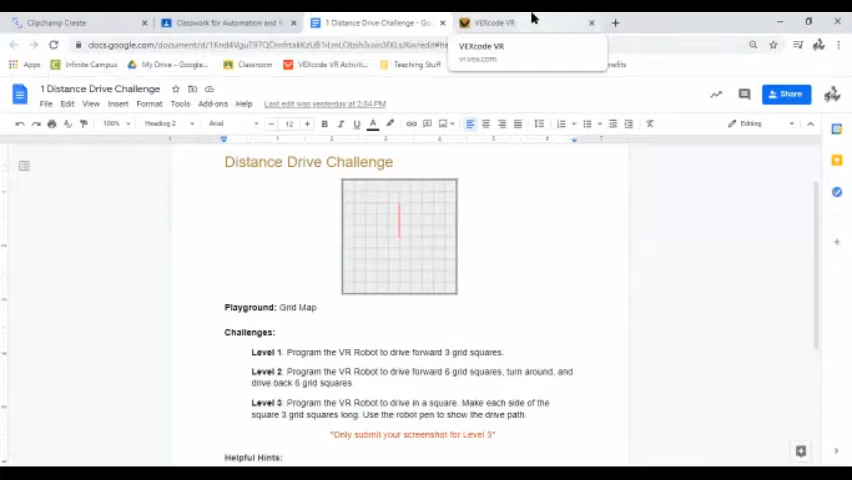 Clipchamp Create
Classwork for Automation and R
1 Distance Drive Challenge - Go
VEXcode VR
VEXcode VR
vr.vex.com
Apps
Infinite Campus
My Drive - Google...
Classroom
VEXcode VR Activiti...
Teaching Stuff
1 Distance Drive Challenge
File Edit View Insert Format Tools Add-ons Help
Last edit was yesterday at 2:54 PM
Share
100%
Heading 2
Arial
12
Editing
Distance Drive Challenge
Playground: Grid Map
Challenges:
Level 1: Program the VR Robot to drive forward 3 grid squares.
Level 2: Program the VR Robot to drive forward 6 grid squares, turn around, and
drive back 6 grid squares.
Level 3: Program the VR Robot to drive in a square. Make each side of the
square 3 grid squares long. Use the robot pen to show the drive path.
*Only submit your screenshot for Level 3*
Helpful Hints: